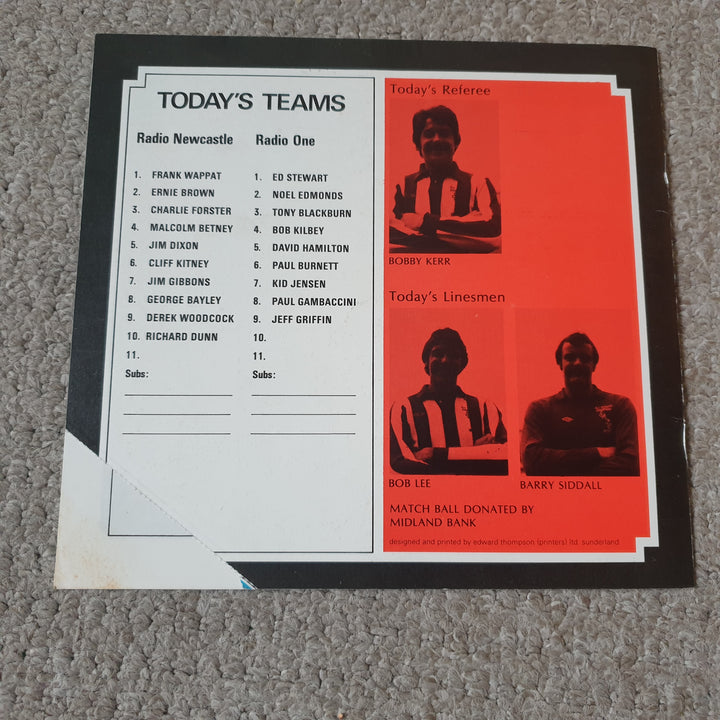 TODAY'S TEAMS
Radio Newcastle
1. FRANK WAPPAT
2. ERNIE BROWN
3. CHARLIE FORSTER
4. MALCOLM BETNEY
5. JIM DIXON
6. CLIFF KITNEY
7. JIM GIBBONS
8. GEORGE BAYLEY
9. DEREK WOODCOCK
10. RICHARD DUNN
11.
Subs:
Radio One
1. ED STEWART
2. NOEL EDMONDS
3. TONY BLACKBURN
4. BOB KILBEY
5. DAVID HAMILTON
6. PAUL BURNETT
7. KID JENSEN
8. PAUL GAMBACCINI
9. JEFF GRIFFIN
10.
11.
Subs:
Today's Referee
BOBBY KERR
Today's Linesmen
BOB LEE
BARRY SIDDALL
MATCH BALL DONATED BY
MIDLAND BANK
designed and printed by edward thompson (printers) ltd. sunderland.